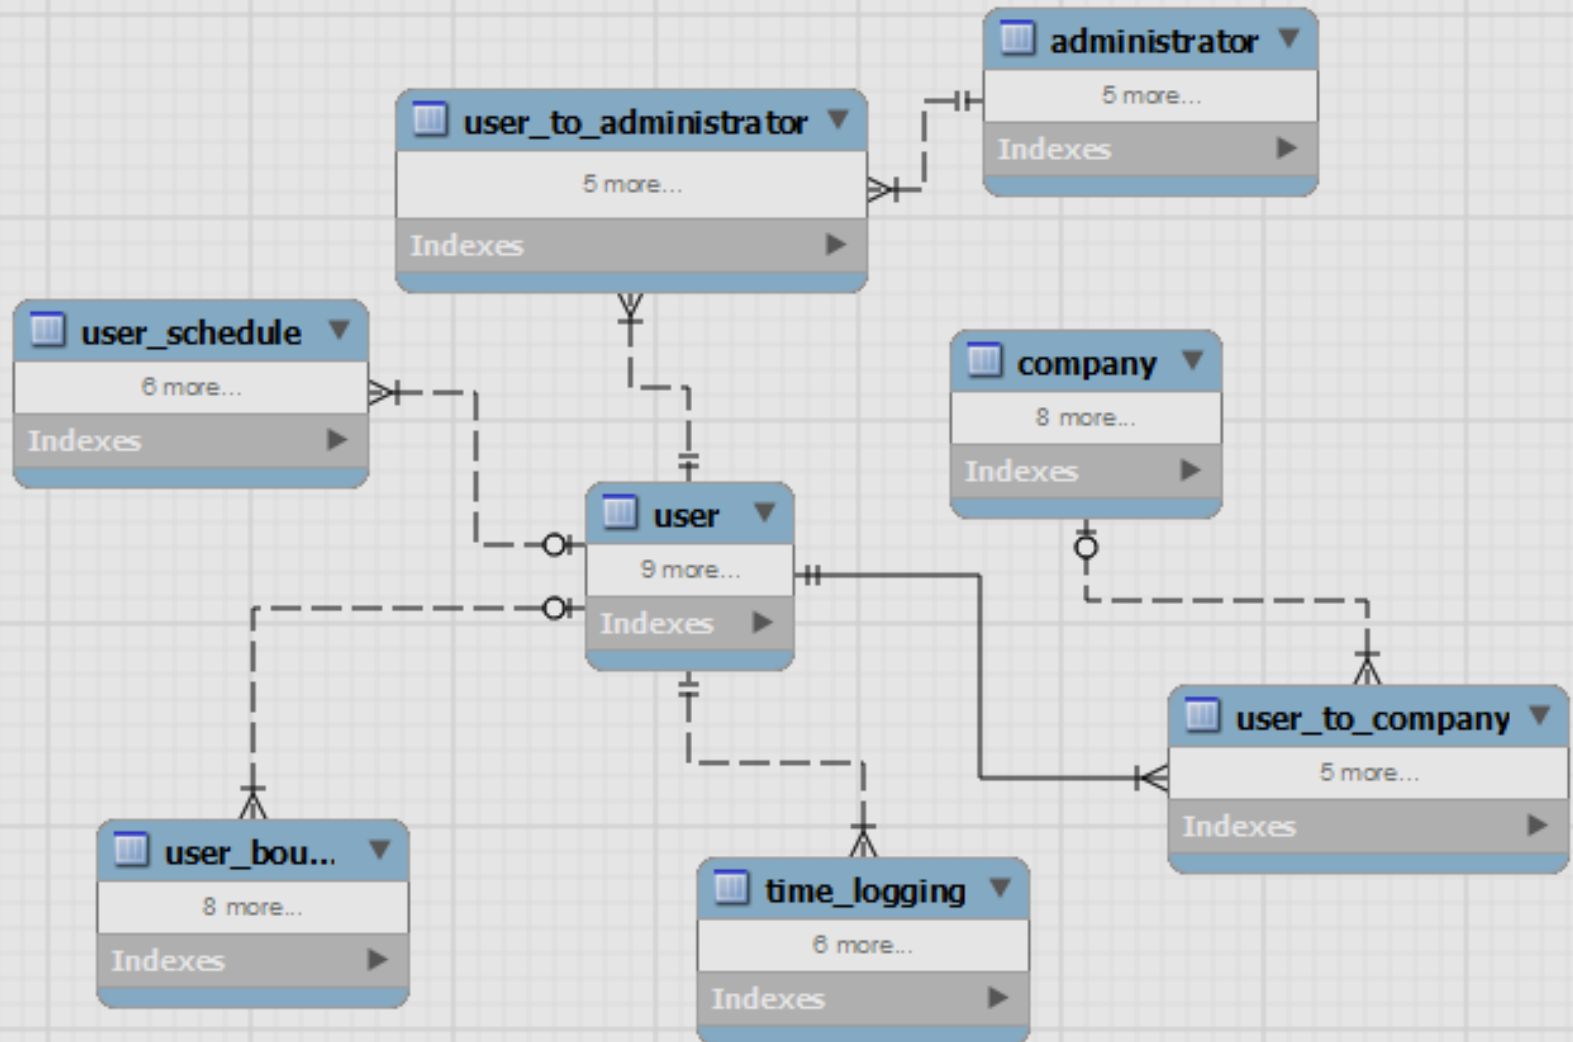 administrator
5 more...
Indexes
user_to_administrator
5 more...
Indexes
user_schedule
6 more...
Indexes
company
8 more...
Indexes
user
9 more...
Indexes
user_to_company
5 more...
Indexes
user_bou...
8 more...
Indexes
time_logging
6 more...
Indexes